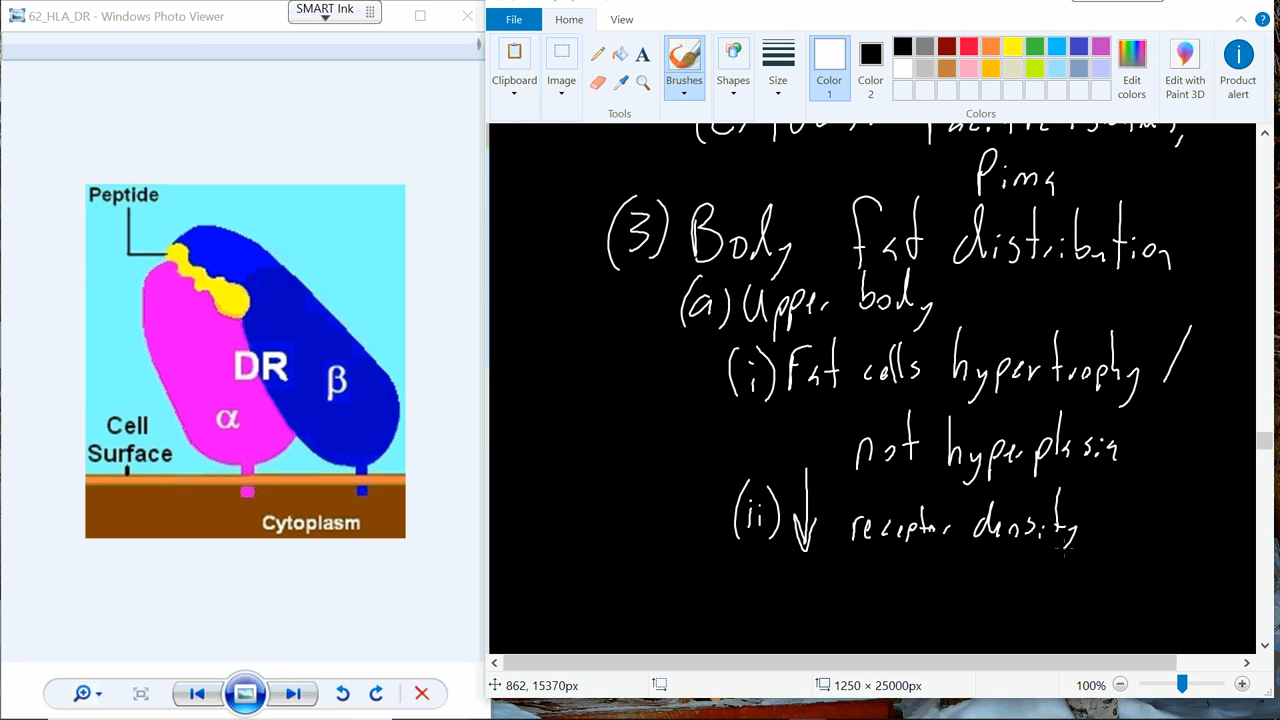 62_HLA_DR - Windows Photo Viewer
SMART Ink
Peptide
DR
β
α
Cell
Surface
Cytoplasm
File
Home
View
Clipboard
Image
Tools
Brushes
Shapes
Size
Color
1
Color
2
Colors
Edit
colors
Edit with
Paint 3D
Product
alert
Pima
(3) Body fat distribution
(a) Upper body
(i) Fat cells hypertrophy /
not hyperplasia
(ii) ↓ receptor density
862, 15370px
1250 × 25000px
100%